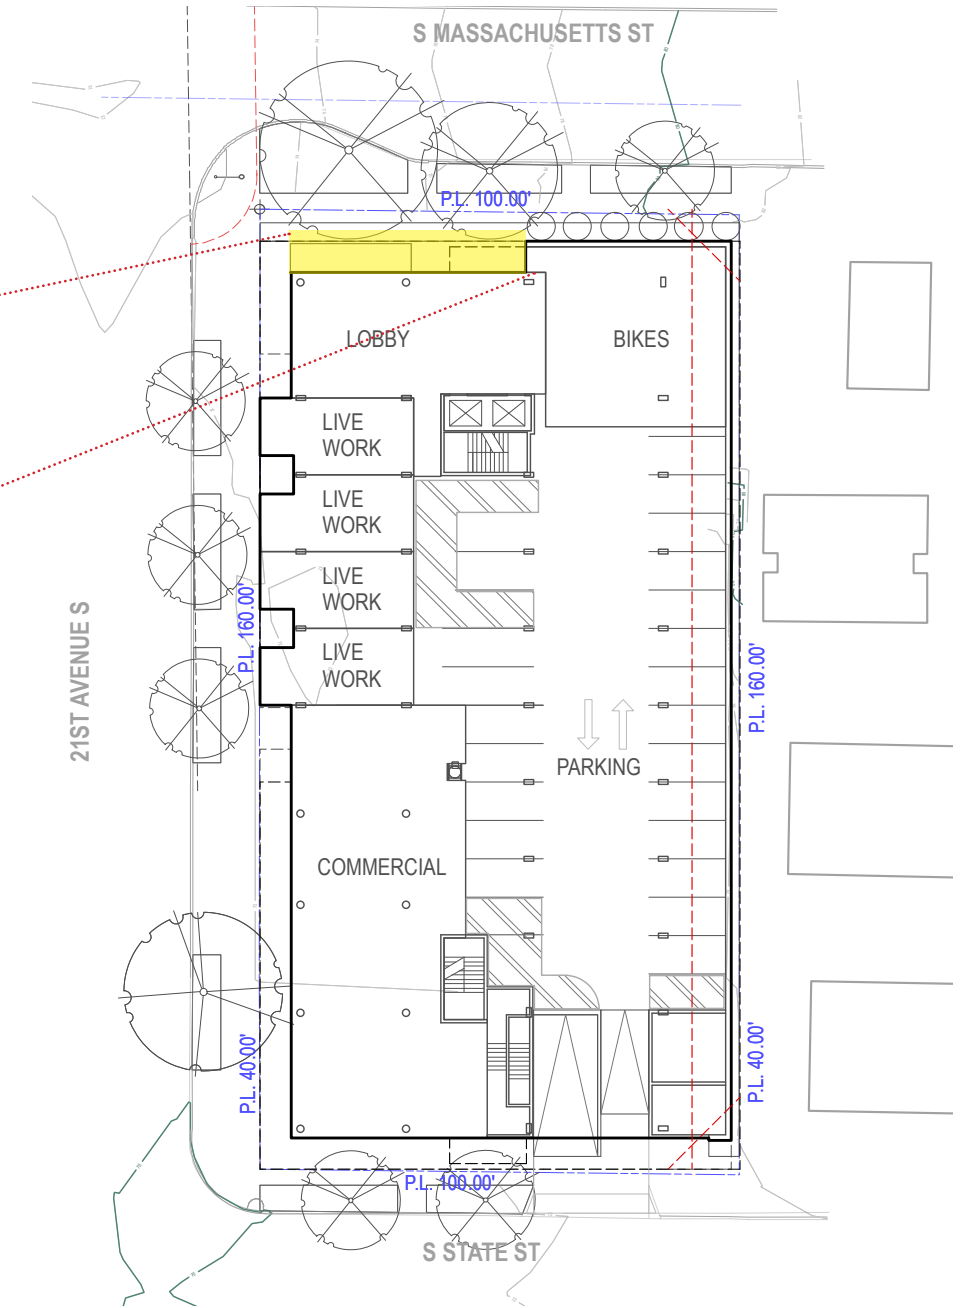 S MASSACHUSETTS ST
P.L. 100.00'
LOBBY
BIKES
LIVE
WORK
LIVE
WORK
LIVE
WORK
P.L. 160.00'
21ST AVENUE S
LIVE
WORK
P.L. 160.00'
PARKING
COMMERCIAL
P.L. 40.00'
P.L. 40.00'
P.L. 100.00'
S STATE ST